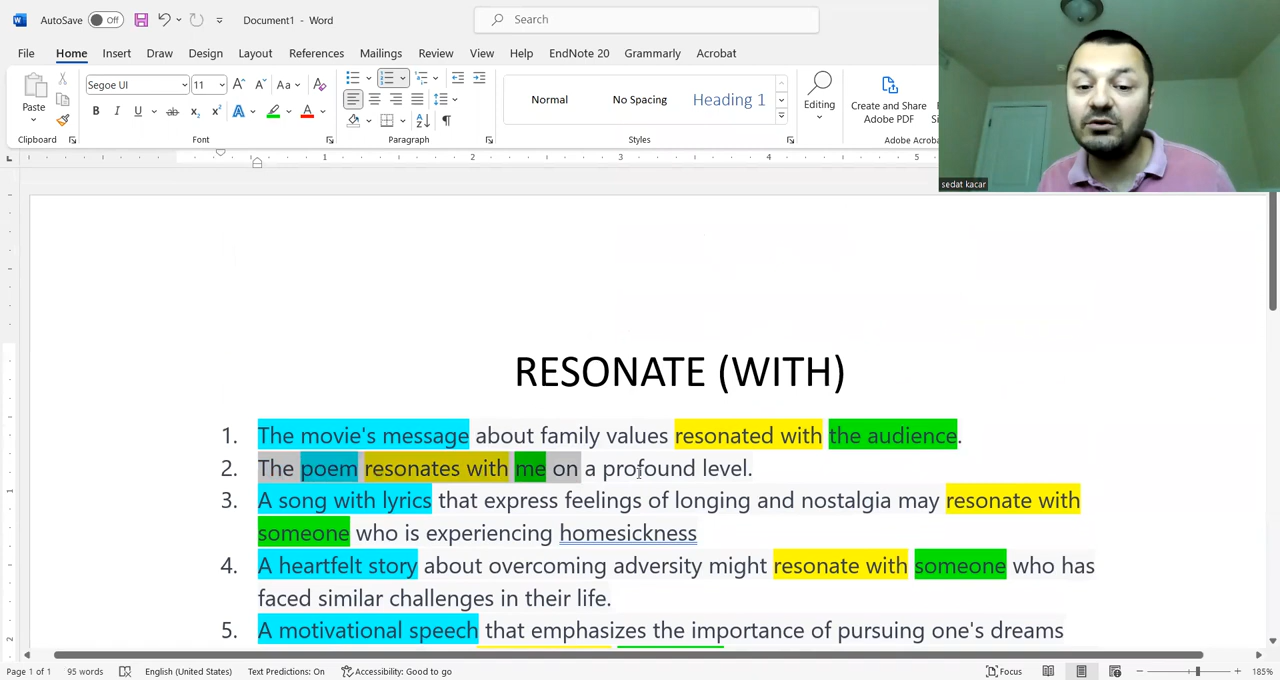 AutoSave Off Document1 - Word Search
File Home Insert Draw Design Layout References Mailings Review View Help EndNote 20 Grammarly Acrobat
Segoe UI 11
Paste
Normal No Spacing Heading 1
Editing
Create and Share
Adobe PDF
Clipboard Font Paragraph Styles Adobe Acroba
1 2 3 4 5
sedat kacar
RESONATE (WITH)
1. The movie's message about family values resonated with the audience.
2. The poem resonates with me on a profound level.
3. A song with lyrics that express feelings of longing and nostalgia may resonate with
someone who is experiencing homesickness
4. A heartfelt story about overcoming adversity might resonate with someone who has
faced similar challenges in their life.
5. A motivational speech that emphasizes the importance of pursuing one's dreams
Page 1 of 1 95 words English (United States) Text Predictions: On Accessibility: Good to go Focus 185%